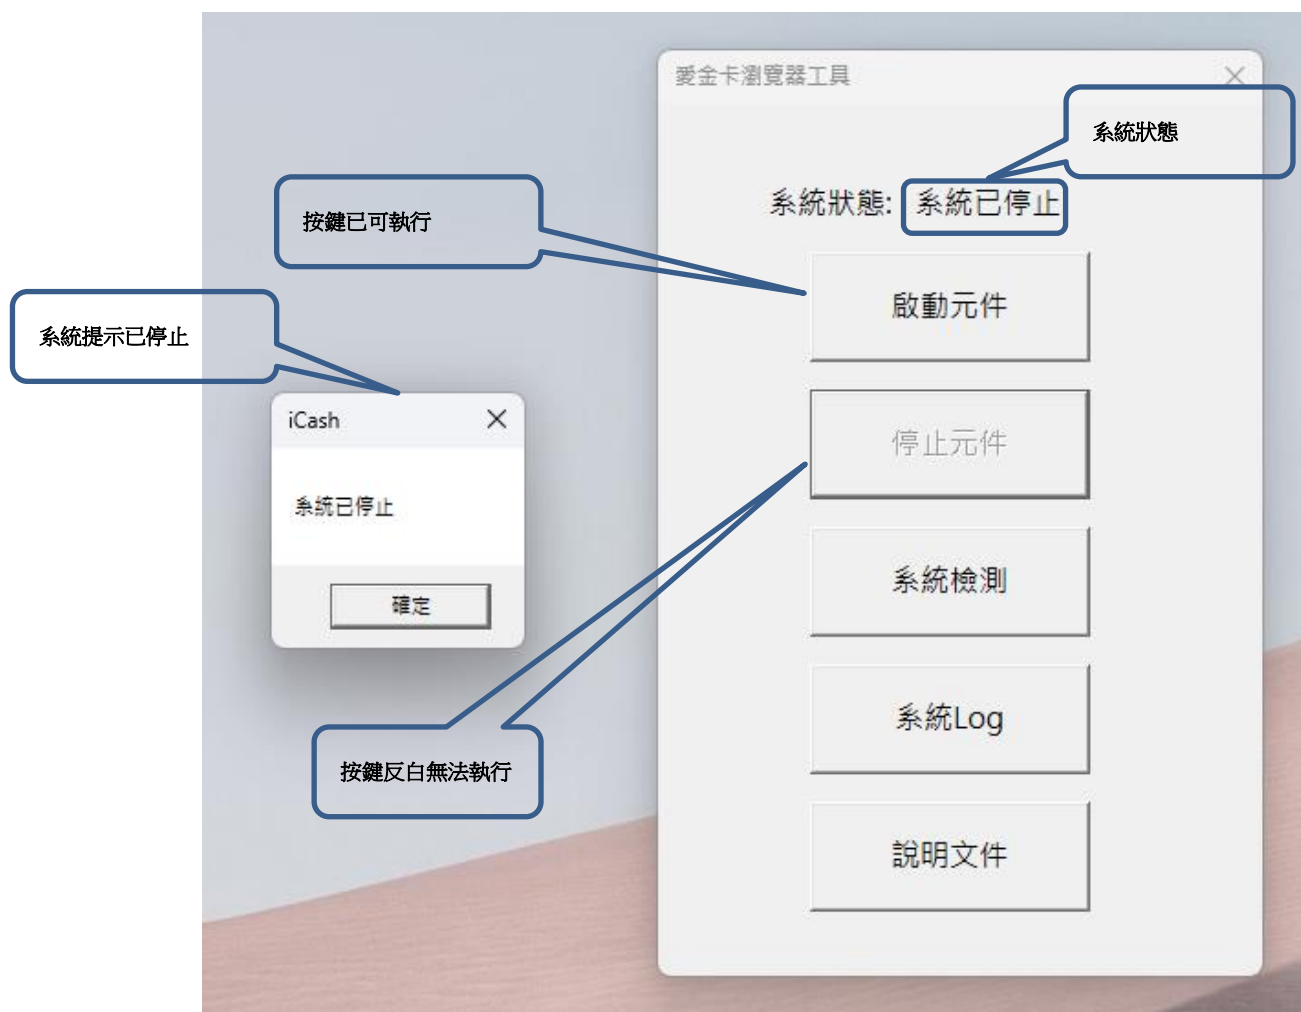 愛金卡瀏覽器工具
系統狀態
系統狀態: 系統已停止
按鍵已可執行
啟動元件
系統提示已停止
iCash
系統已停止
確定
停止元件
系統檢測
系統Log
按鍵反白無法執行
說明文件